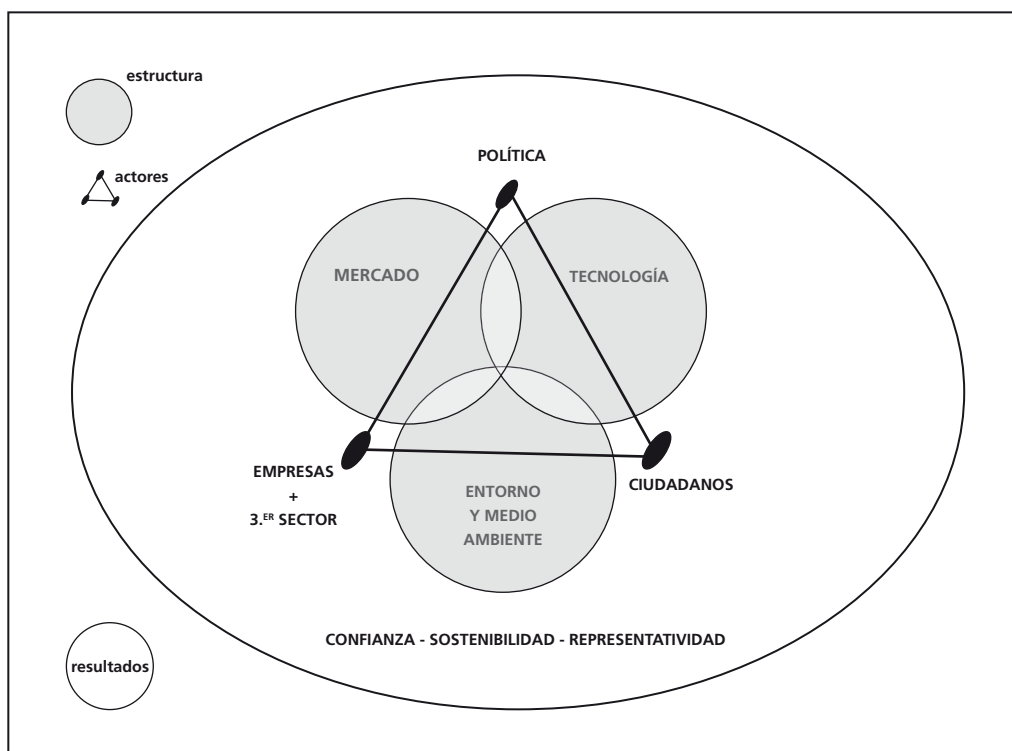 estructura
actores
POLÍTICA
MERCADO
TECNOLOGÍA
EMPRESAS
+
3.ER SECTOR
CIUDADANOS
ENTORNO
Y MEDIO
AMBIENTE
CONFIANZA - SOSTENIBILIDAD - REPRESENTATIVIDAD
resultados